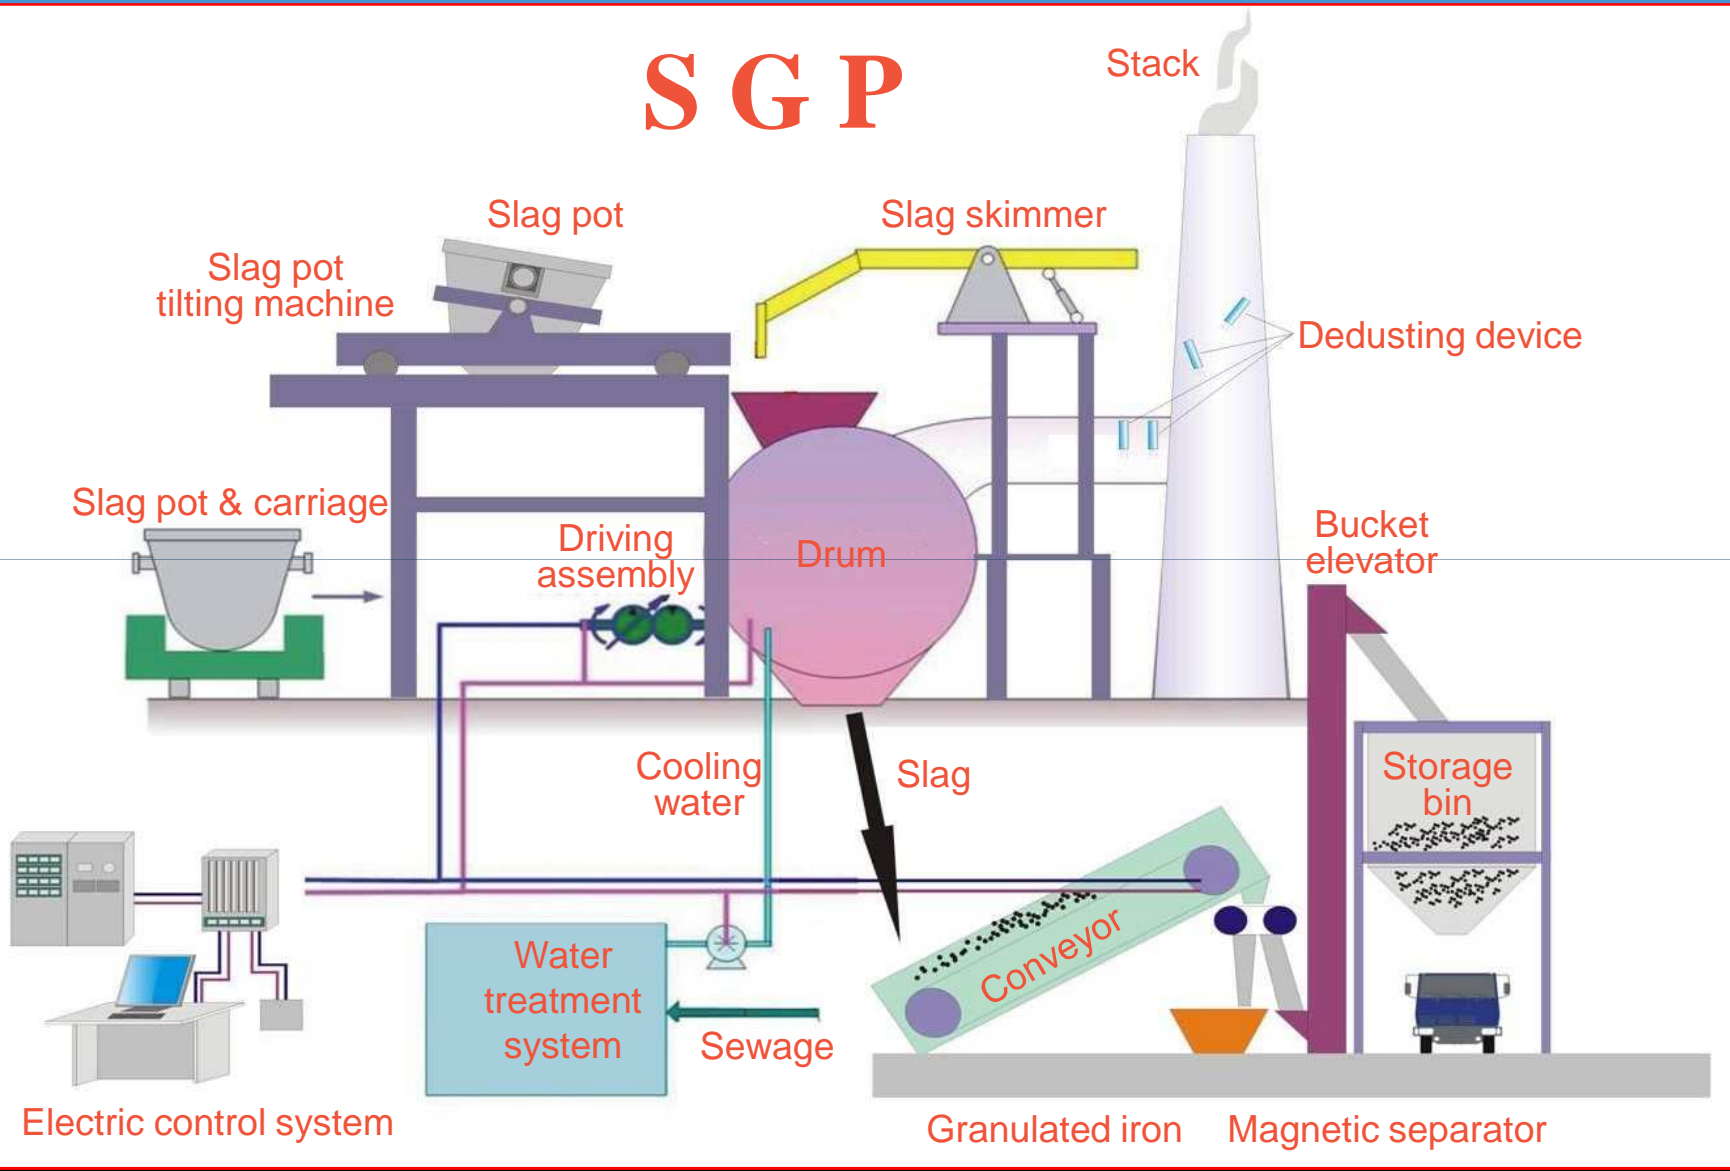 S G P
Stack
Slag pot
Slag skimmer
Slag pot
tilting machine
Dedusting device
Slag pot & carriage
Driving
assembly
Drum
Bucket
elevator
Cooling
water
Slag
Storage
bin
Conveyor
Water
treatment
system
Sewage
Electric control system
Granulated iron
Magnetic separator